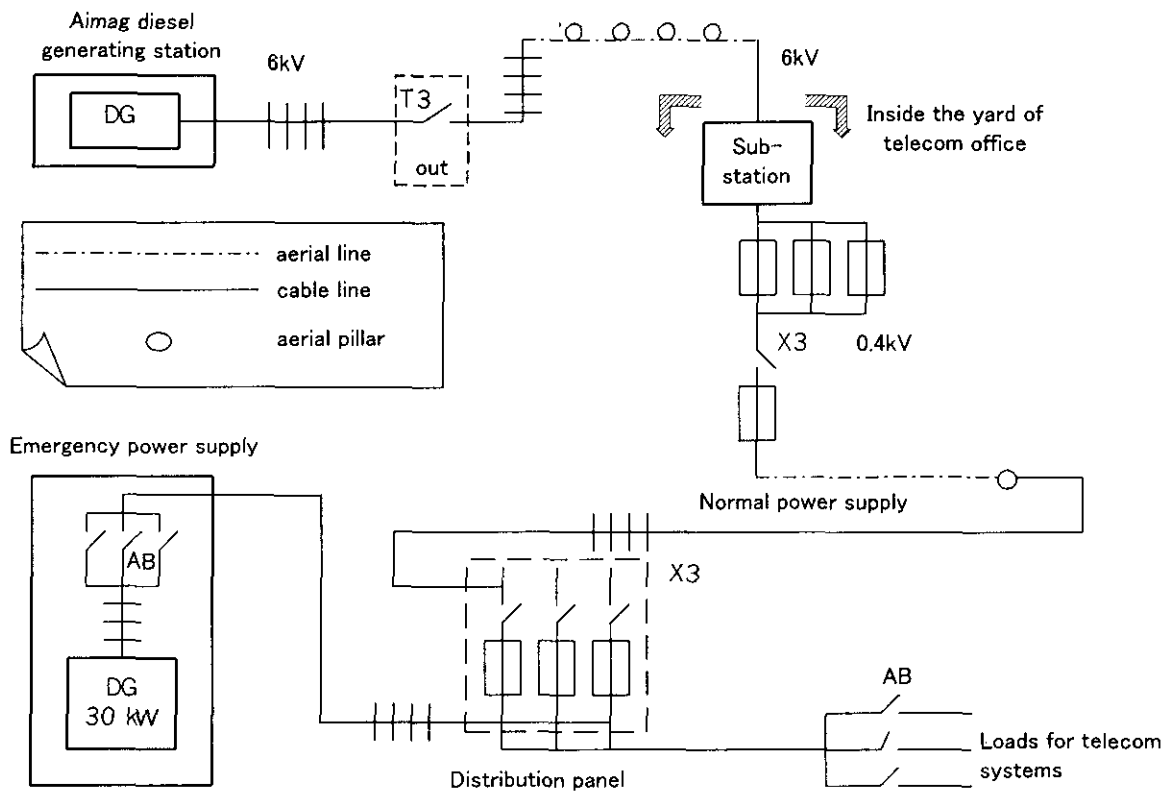 Aimag diesel
generating station
6kV
6kV
DG
T3
out
Inside the yard of
telecom office
Sub-
station
aerial line
cable line
aerial pillar
X3
0.4kV
Emergency power supply
Normal power supply
AB
X3
DG
30 kW
AB
Loads for telecom
systems
Distribution panel